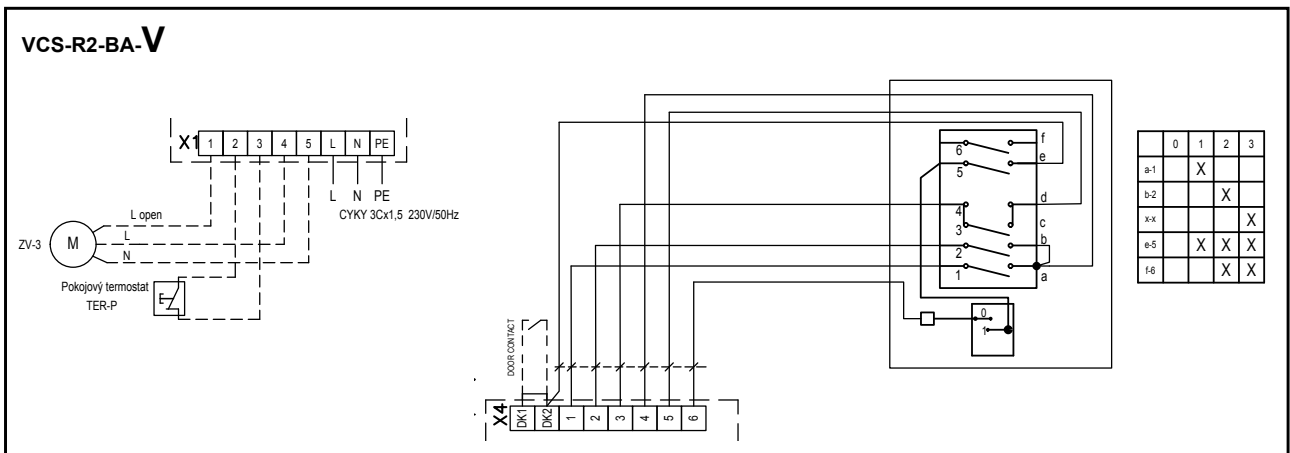 VCS-R2-BA-V
X1 1 2 3 4 5 L N PE
L N PE
CYKY 3Cx1,5 230V/50Hz
L open
L
N
ZV-3 M
Pokojový termostat
TER-P
DOOR CONTACT
X4 DK1 DK2 1 2 3 4 5 6
6 f
5 e
4 d
3 c
2 b
1 a
0
1
0 1 2 3
a-1 X
b-2 X
x-x X
e-5 X X X
f-6 X X